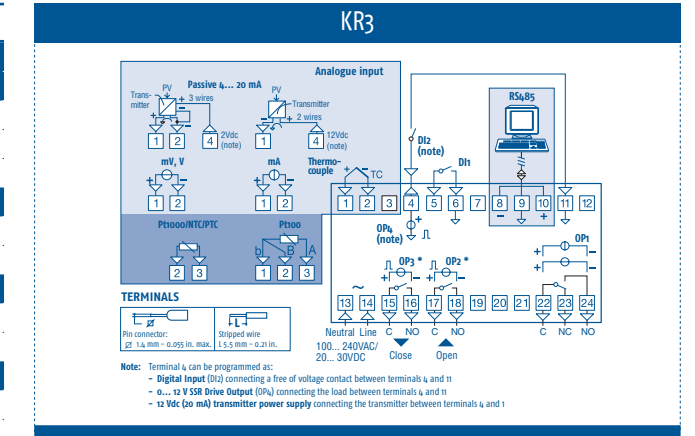 KR3
Analogue input
Passive 4... 20 mA
PV
Trans-
mitter
+ 3 wires
PV
Transmitter
2 wires
1 2 4
2Vdc
(note)
1 2 4
12Vdc
(note)
mV, V
mA
Thermo-
couple
TC
1 2
1 2
Pt1000/NTC/PTC
Pt100
b B A
2 3
1 2 3
RS485
DI2
(note)
DI1
1 2 3 4 5 6 7 8 9 10 11 12
OP4
(note)
OP3 *
OP2 *
OP1
13 14 15 16 17 18 19 20 21 22 23 24
Neutral Line C NO C NO C NC NO
100... 240VAC/
20... 30VDC
Close
Open
TERMINALS
Pin connector:
Ø 1.4 mm - 0.055 in. max.
L
Stripped wire
L 5.5 mm - 0.21 in.
Note: Terminal 4 can be programmed as:
– Digital Input (DI2) connecting a free of voltage contact between terminals 4 and 11
– 0... 12 V SSR Drive Output (OP4) connecting the load between terminals 4 and 11
– 12 Vdc (20 mA) transmitter power supply connecting the transmitter between terminals 4 and 1